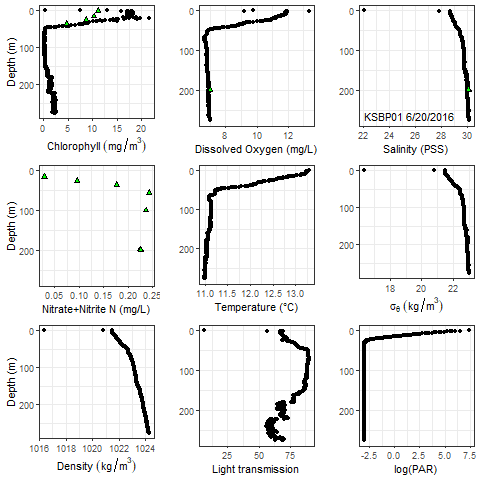 Depth (m)
0
100
200
0 5 10 15 20
Chlorophyll (mg/m³)
0
100
200
8 10 12
Dissolved Oxygen (mg/L)
0
100
200
KSBP01 6/20/2016
22 24 26 28 30
Salinity (PSS)
Depth (m)
0
100
200
0.05 0.10 0.15 0.20 0.25
Nitrate+Nitrite N (mg/L)
0
100
200
11.0 11.5 12.0 12.5 13.0
Temperature (°C)
0
100
200
18 20 22
σθ (kg/m³)
Depth (m)
0
100
200
1016 1018 1020 1022 1024
Density (kg/m³)
0
100
200
25 50 75
Light transmission
0
100
200
-2.5 0.0 2.5 5.0 7.5
log(PAR)